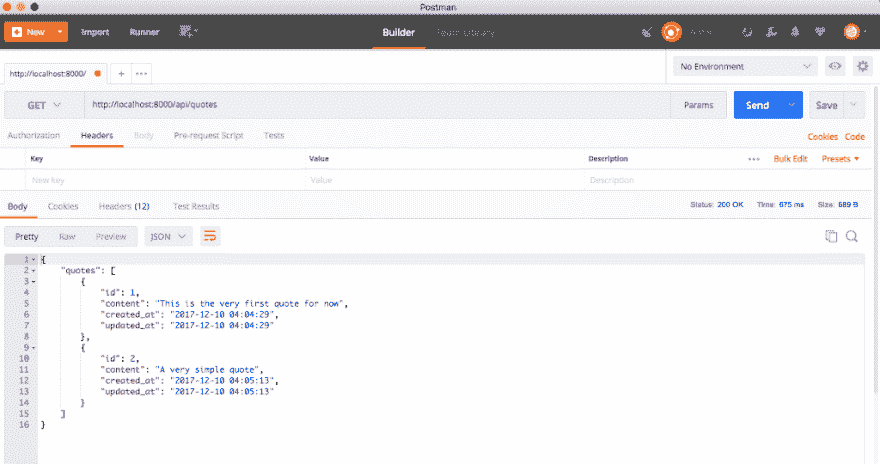 Postman
New Import Runner Builder Team Library
http://localhost:8000/ + ••• No Environment
GET http://localhost:8000/api/quotes Params Send Save
Authorization Headers Body Pre-request Script Tests Cookies Code
Key Value Description ••• Bulk Edit Presets
New key Value Description
Body Cookies Headers (12) Test Results Status: 200 OK Time: 675 ms Size: 689 B
Pretty Raw Preview JSON
1 {
2 "quotes": [
3 {
4 "id": 1,
5 "content": "This is the very first quote for now",
6 "created_at": "2017-12-10 04:04:29",
7 "updated_at": "2017-12-10 04:04:29"
8 },
9 {
10 "id": 2,
11 "content": "A very simple quote",
12 "created_at": "2017-12-10 04:05:13",
13 "updated_at": "2017-12-10 04:05:13"
14 }
15 ]
16 }